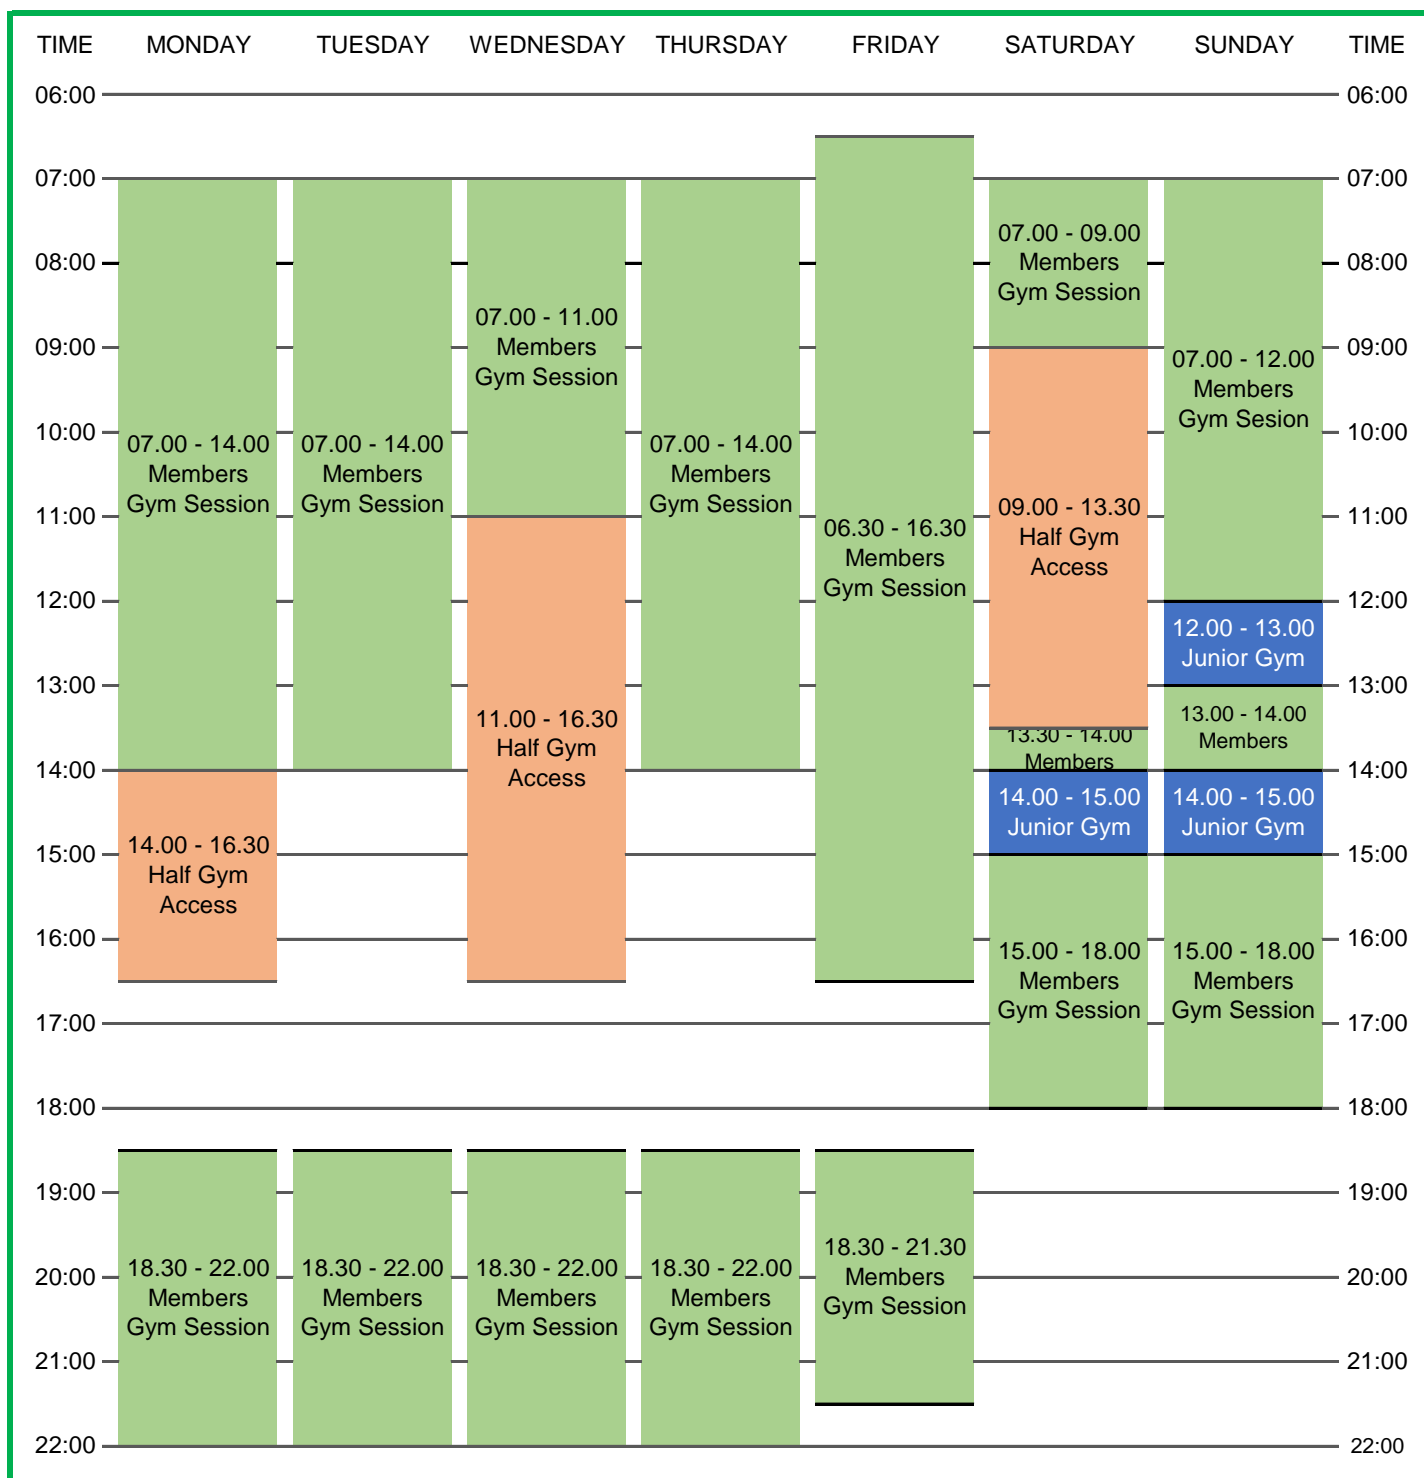 TIME MONDAY TUESDAY WEDNESDAY THURSDAY FRIDAY SATURDAY SUNDAY TIME
06:00 06:00
07:00 07:00
07.00 - 09.00
Members
Gym Session
08:00 08:00
07.00 - 11.00
Members
Gym Session
09:00 09:00
07.00 - 12.00
Members
Gym Sesion
10:00 10:00
07.00 - 14.00
Members
Gym Session
07.00 - 14.00
Members
Gym Session
07.00 - 14.00
Members
Gym Session
11:00 11:00
06.30 - 16.30
Members
Gym Session
09.00 - 13.30
Half Gym
Access
12:00 12:00
12.00 - 13.00
Junior Gym
13:00 13:00
11.00 - 16.30
Half Gym
Access
13.30 - 14.00
Members
13.00 - 14.00
Members
14:00 14:00
14.00 - 15.00
Junior Gym
14.00 - 15.00
Junior Gym
14.00 - 16.30
Half Gym
Access
15:00 15:00
16:00 16:00
15.00 - 18.00
Members
Gym Session
15.00 - 18.00
Members
Gym Session
17:00 17:00
18:00 18:00
19:00 19:00
18.30 - 22.00
Members
Gym Session
18.30 - 22.00
Members
Gym Session
18.30 - 22.00
Members
Gym Session
18.30 - 22.00
Members
Gym Session
18.30 - 21.30
Members
Gym Session
20:00 20:00
21:00 21:00
22:00 22:00